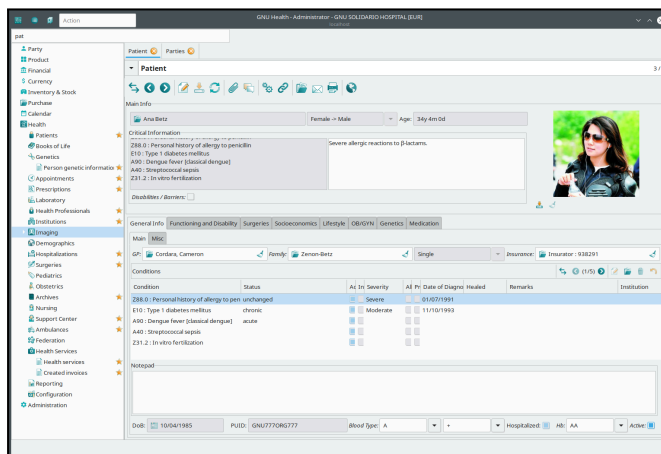 GNU Health - Administrator - GNU SOLIDARIO HOSPITAL [EUR]
localhost
Action
pat
Party
Product
Financial
Currency
Inventory & Stock
Purchase
Calendar
Health
Patients
Books of Life
Genetics
Person genetic informatio
Appointments
Prescriptions
Laboratory
Health Professionals
Institutions
Imaging
Demographics
Hospitalizations
Surgeries
Pediatrics
Obstetrics
Archives
Nursing
Support Center
Ambulances
Federation
Health Services
Health services
Created invoices
Reporting
Configuration
Administration
Patient Parties
Patient 3/
Main Info
Ana Betz Female -> Male Age: 34y 4m 0d
Critical Information
Z88.0 : Personal history of allergy to penicillin
E10 : Type 1 diabetes mellitus
A90 : Dengue fever [classical dengue]
A40 : Streptococcal sepsis
Z31.2 : In vitro fertilization
Severe allergic reactions to β-lactams.
Disabilities / Barriers:
General Info Functioning and Disability Surgeries Socioeconomics Lifestyle OB/GYN Genetics Medication
Main Misc
GP: Cordara, Cameron Family: Zenon-Betz Single Insurance: Insurator : 938291
Conditions (1/5)
Condition Status Ac In Severity All Pr Date of Diagno Healed Remarks Institution
Z88.0 : Personal history of allergy to pen unchanged Severe 01/07/1991
E10 : Type 1 diabetes mellitus chronic Moderate 11/10/1993
A90 : Dengue fever [classical dengue] acute
A40 : Streptococcal sepsis
Z31.2 : In vitro fertilization
Notepad
DoB: 10/04/1985 PUID: GNU777ORG777 Blood Type: A + Hospitalized: Hb: AA Active: